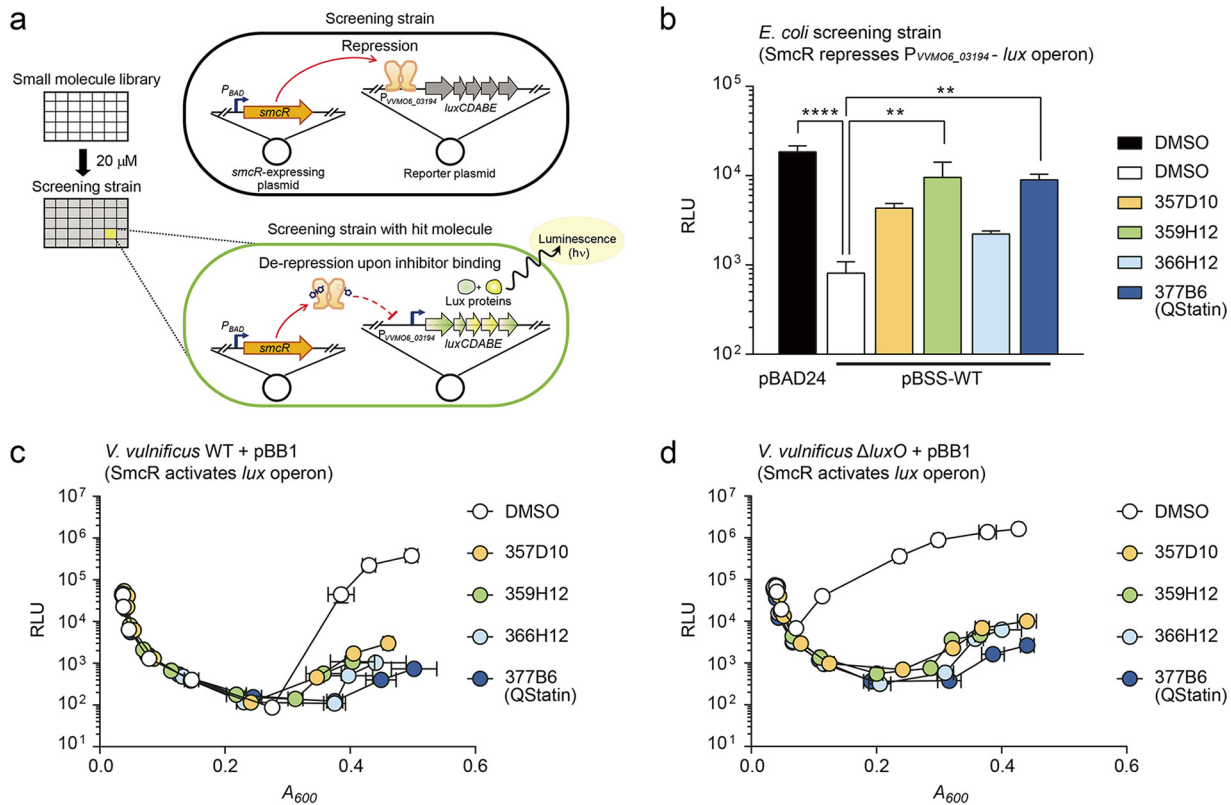 a
Screening strain
Repression
Small molecule library
PBAD
smcR
PVVMO6_03194
luxCDABE
20 μM
smcR-expressing
plasmid
Reporter plasmid
Screening strain
Screening strain with hit molecule
Luminescence
(hν)
De-repression upon inhibitor binding
+
Lux proteins
PBAD
smcR
PVVMO6_03194
luxCDABE
b
E. coli screening strain
(SmcR represses PVVMO6_03194 - lux operon)
10^5
10^4
10^3
10^2
RLU
****
**
**
pBAD24
pBSS-WT
DMSO
DMSO
357D10
359H12
366H12
377B6
(QStatin)
c
V. vulnificus WT + pBB1
(SmcR activates lux operon)
10^7
10^6
10^5
10^4
10^3
10^2
10^1
RLU
0.0 0.2 0.4 0.6
A600
DMSO
357D10
359H12
366H12
377B6
(QStatin)
d
V. vulnificus ΔluxO + pBB1
(SmcR activates lux operon)
10^7
10^6
10^5
10^4
10^3
10^2
10^1
RLU
0.0 0.2 0.4 0.6
A600
DMSO
357D10
359H12
366H12
377B6
(QStatin)